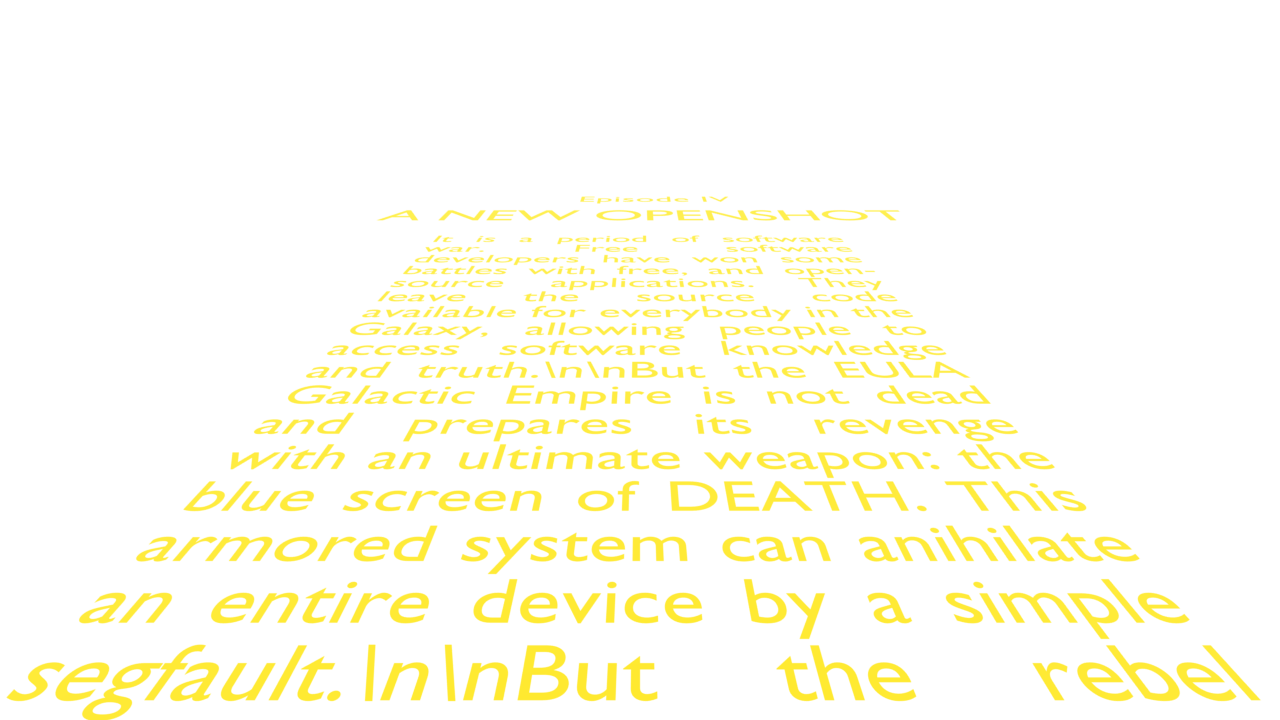 Episode IV
A NEW OPENSHOT
It is a period of software
war. Free software
developers have won some
battles with free, and open-
source applications. They
leave the source code
available for everybody in the
Galaxy, allowing people to
access software knowledge
and truth.\n\nBut the EULA
Galactic Empire is not dead
and prepares its revenge
with an ultimate weapon: the
blue screen of DEATH. This
armored system can anihilate
an entire device by a simple
segfault.\n\nBut the rebel